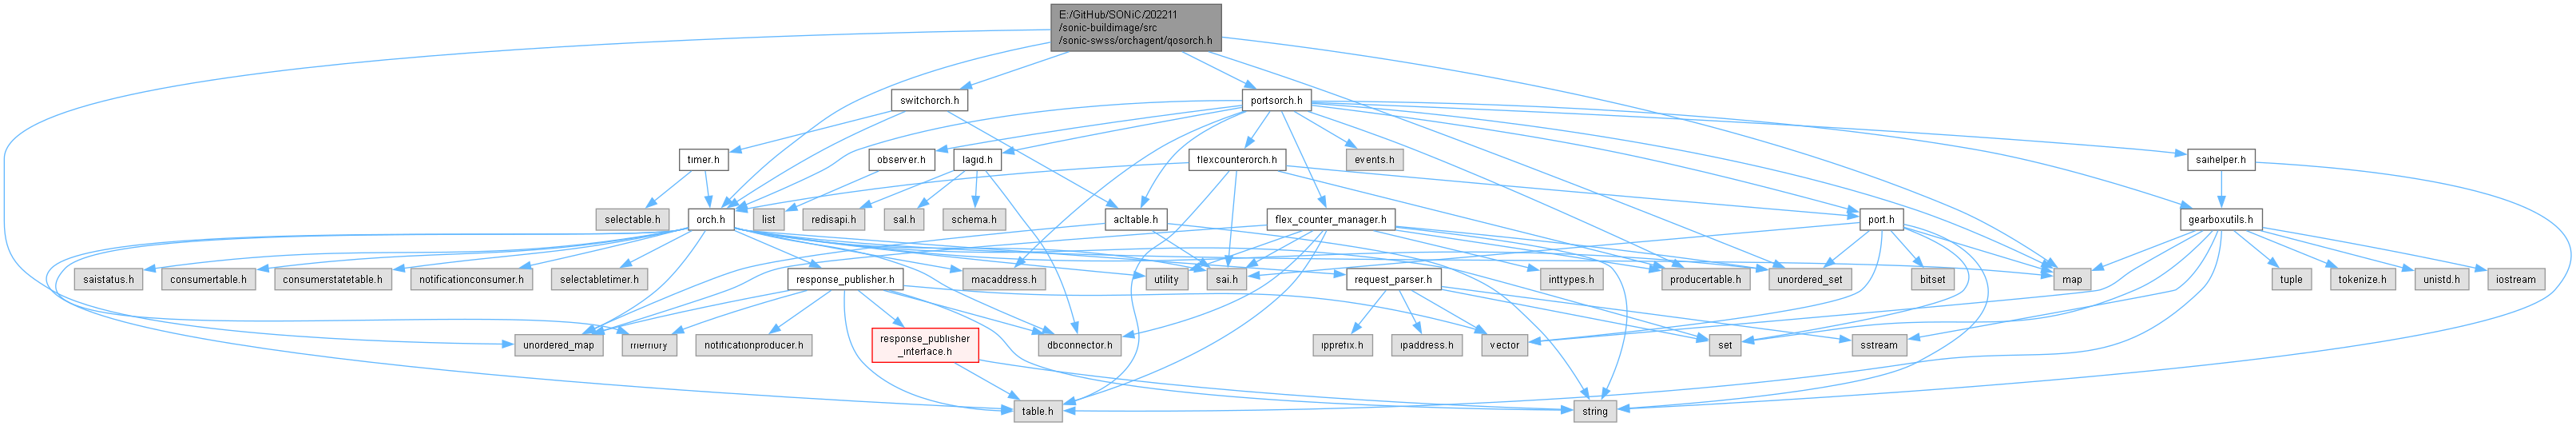 E:/GitHub/SONiC/202211
/sonic-buildimage/src
/sonic-swss/orchagent/qosorch.h
switchorch.h
portsorch.h
timer.h
observer.h
lagid.h
flexcounterorch.h
events.h
saihelper.h
selectable.h
orch.h
list
redisapi.h
sal.h
schema.h
acltable.h
flex_counter_manager.h
port.h
gearboxutils.h
saistatus.h
consumertable.h
consumerstatetable.h
notificationconsumer.h
selectabletimer.h
response_publisher.h
macaddress.h
utility
sai.h
request_parser.h
inttypes.h
producertable.h
unordered_set
bitset
map
tuple
tokenize.h
unistd.h
iostream
unordered_map
memory
notificationproducer.h
response_publisher
_interface.h
dbconnector.h
ipprefix.h
ipaddress.h
vector
set
sstream
table.h
string